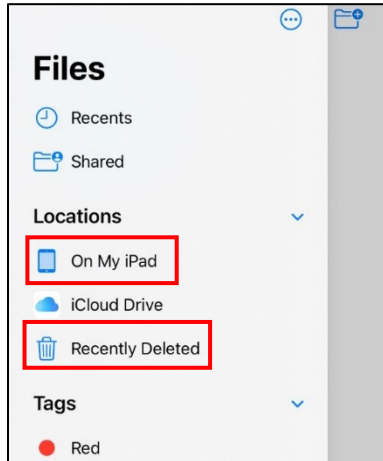 Files
Recents
Shared
Locations
On My iPad
iCloud Drive
Recently Deleted
Tags
Red